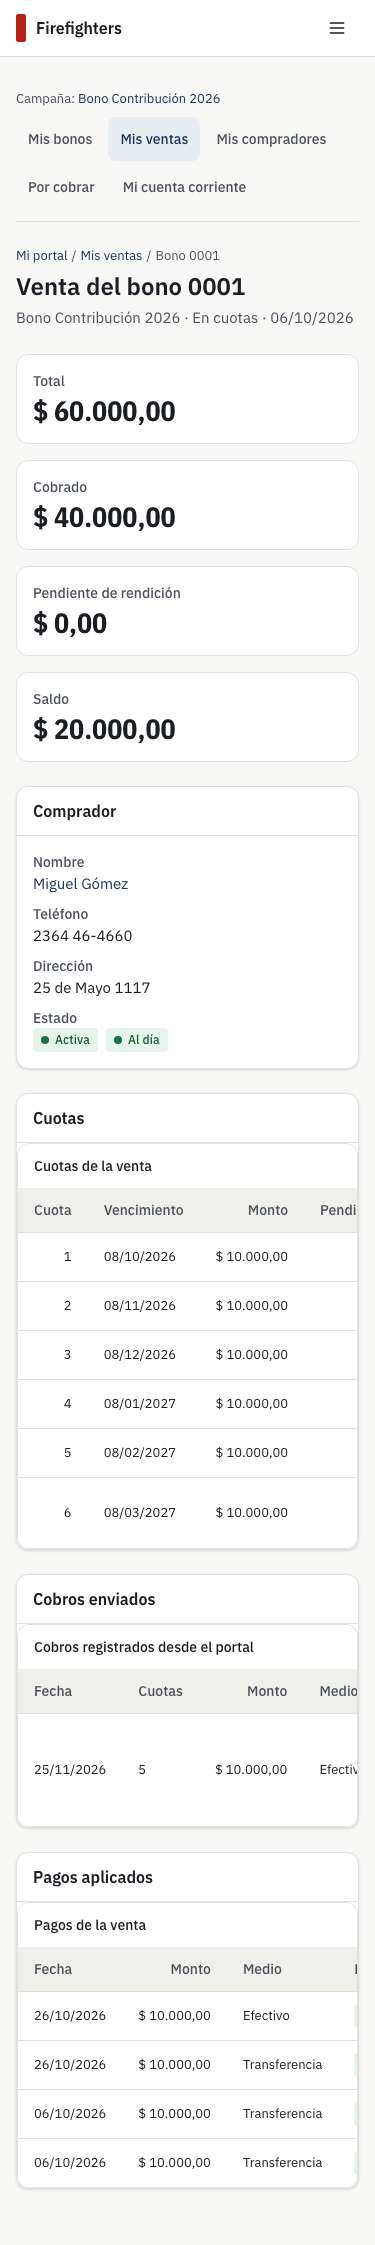 Firefighters
Campaña: Bono Contribución 2026
Mis bonos Mis ventas Mis compradores
Por cobrar Mi cuenta corriente
Mi portal / Mis ventas / Bono 0001
Venta del bono 0001
Bono Contribución 2026 · En cuotas · 06/10/2026
Total
$ 60.000,00
Cobrado
$ 40.000,00
Pendiente de rendición
$ 0,00
Saldo
$ 20.000,00
Comprador
Nombre
Miguel Gómez
Teléfono
2364 46-4660
Dirección
25 de Mayo 1117
Estado
Activa Al día
Cuotas
Cuotas de la venta
Cuota Vencimiento Monto Pendi
1 08/10/2026 $ 10.000,00
2 08/11/2026 $ 10.000,00
3 08/12/2026 $ 10.000,00
4 08/01/2027 $ 10.000,00
5 08/02/2027 $ 10.000,00
6 08/03/2027 $ 10.000,00
Cobros enviados
Cobros registrados desde el portal
Fecha Cuotas Monto Medio
25/11/2026 5 $ 10.000,00 Efectiv
Pagos aplicados
Pagos de la venta
Fecha Monto Medio
26/10/2026 $ 10.000,00 Efectivo
26/10/2026 $ 10.000,00 Transferencia
06/10/2026 $ 10.000,00 Transferencia
06/10/2026 $ 10.000,00 Transferencia